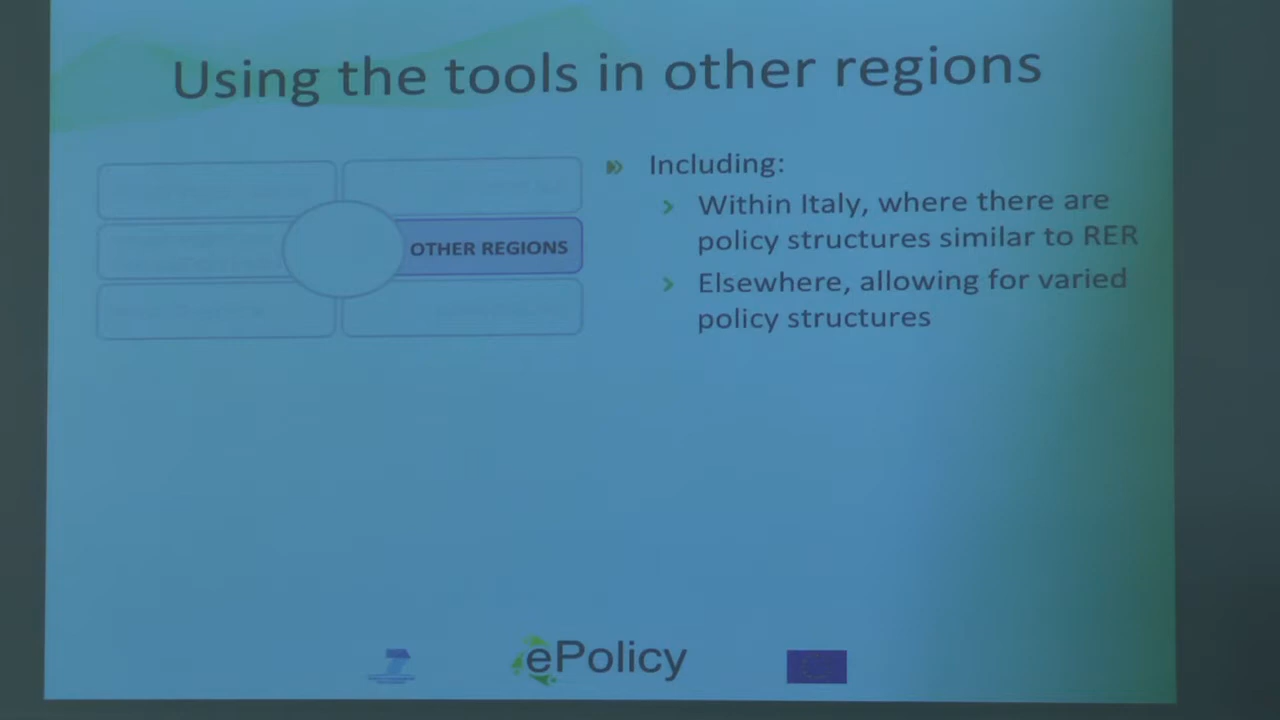 Using the tools in other regions
OTHER REGIONS
Including:
Within Italy, where there are
policy structures similar to RER
Elsewhere, allowing for varied
policy structures
ePolicy